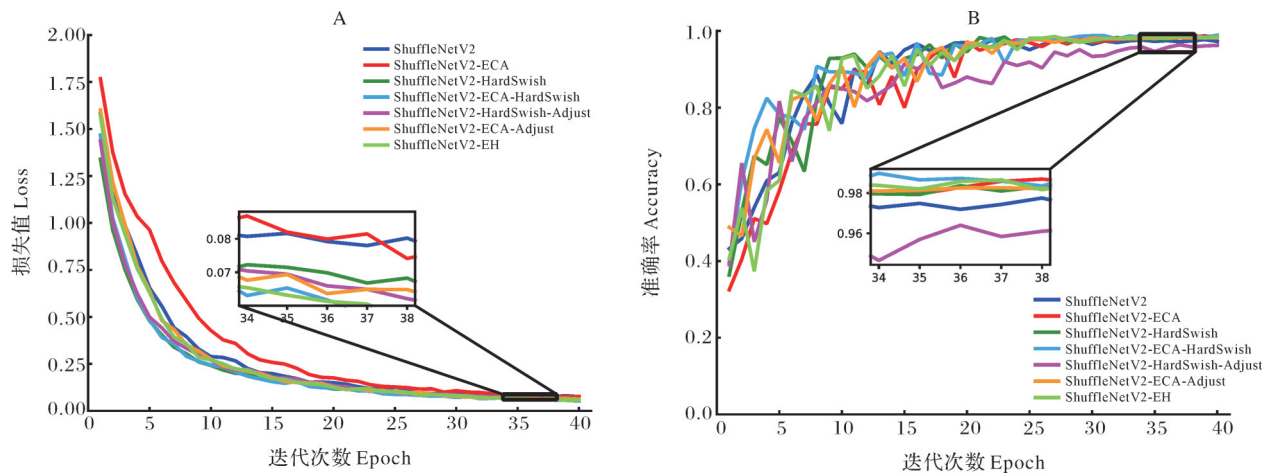 A
损失值 Loss
1.75
1.50
1.25
1.00
0.75
0.50
0.25
0.00
0
5
10
15
20
25
30
35
40
迭代次数 Epoch
ShuffleNetV2
ShuffleNetV2-ECA
ShuffleNetV2-HardSwish
ShuffleNetV2-ECA-HardSwish
ShuffleNetV2-HardSwish-Adjust
ShuffleNetV2-ECA-Adjust
ShuffleNetV2-EH
0.08
0.07
34
35
36
37
38
B
准确率 Accuracy
1.0
0.8
0.6
0.4
0.2
0.0
0
5
10
15
20
25
30
35
40
迭代次数 Epoch
0.98
0.96
34
35
36
37
38
ShuffleNetV2
ShuffleNetV2-ECA
ShuffleNetV2-HardSwish
ShuffleNetV2-ECA-HardSwish
ShuffleNetV2-HardSwish-Adjust
ShuffleNetV2-ECA-Adjust
ShuffleNetV2-EH